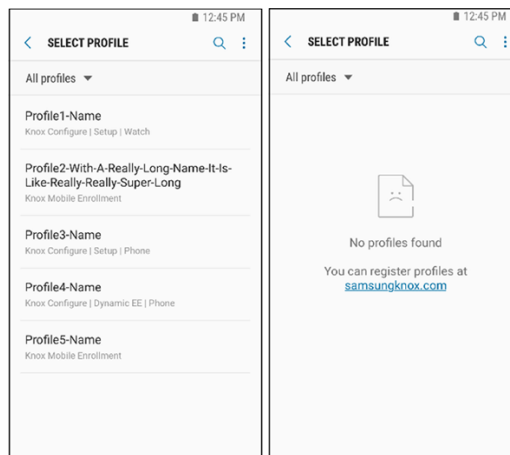 12:45 PM
SELECT PROFILE
All profiles
Profile1-Name
Knox Configure | Setup | Watch
Profile2-With-A-Really-Long-Name-It-Is-
Like-Really-Really-Super-Long
Knox Mobile Enrollment
Profile3-Name
Knox Configure | Setup | Phone
Profile4-Name
Knox Configure | Dynamic EE | Phone
Profile5-Name
Knox Mobile Enrollment
12:45 PM
SELECT PROFILE
All profiles
No profiles found
You can register profiles at
samsungknox.com